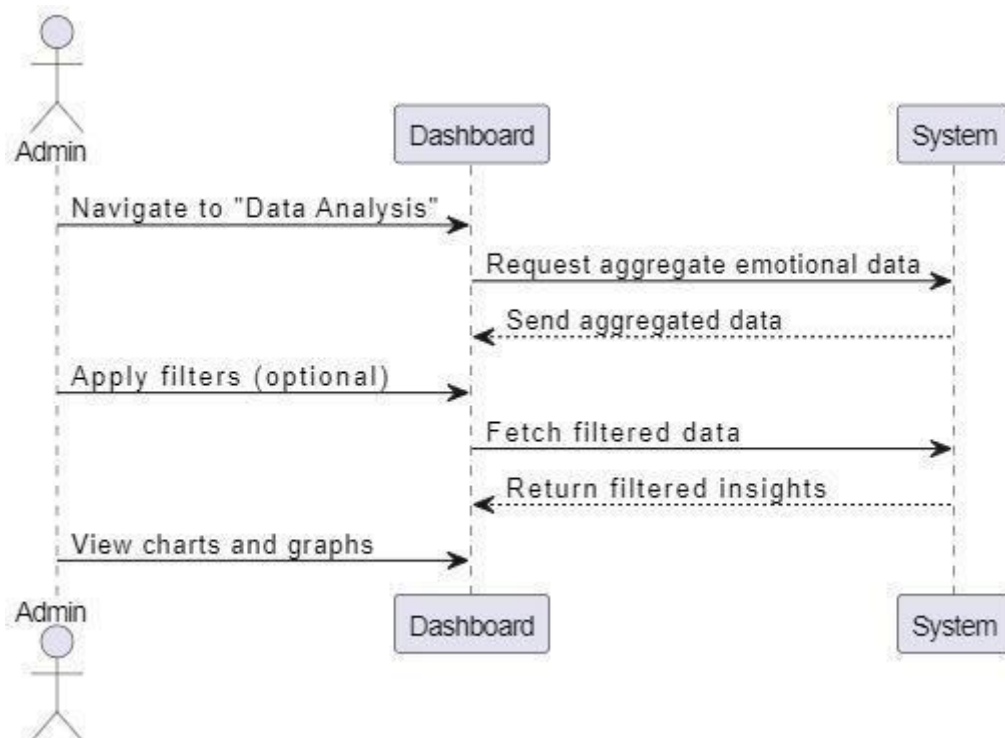 Admin
Dashboard
System
Navigate to "Data Analysis"
Request aggregate emotional data
Send aggregated data
Apply filters (optional)
Fetch filtered data
Return filtered insights
View charts and graphs
Admin
Dashboard
System